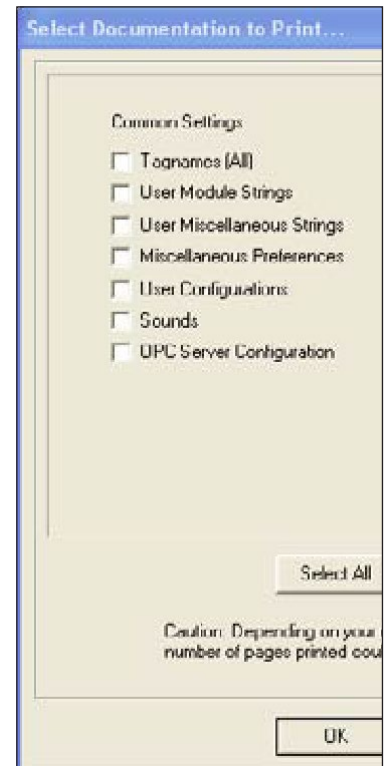 Select Documentation to Print...
Common Settings
Tagnames (All)
User Module Strings
User Miscellaneous Strings
Miscellaneous Preferences
User Configurations
Sounds
OPC Server Configuration
Select All
Caution: Depending on your
number of pages printed cou
OK